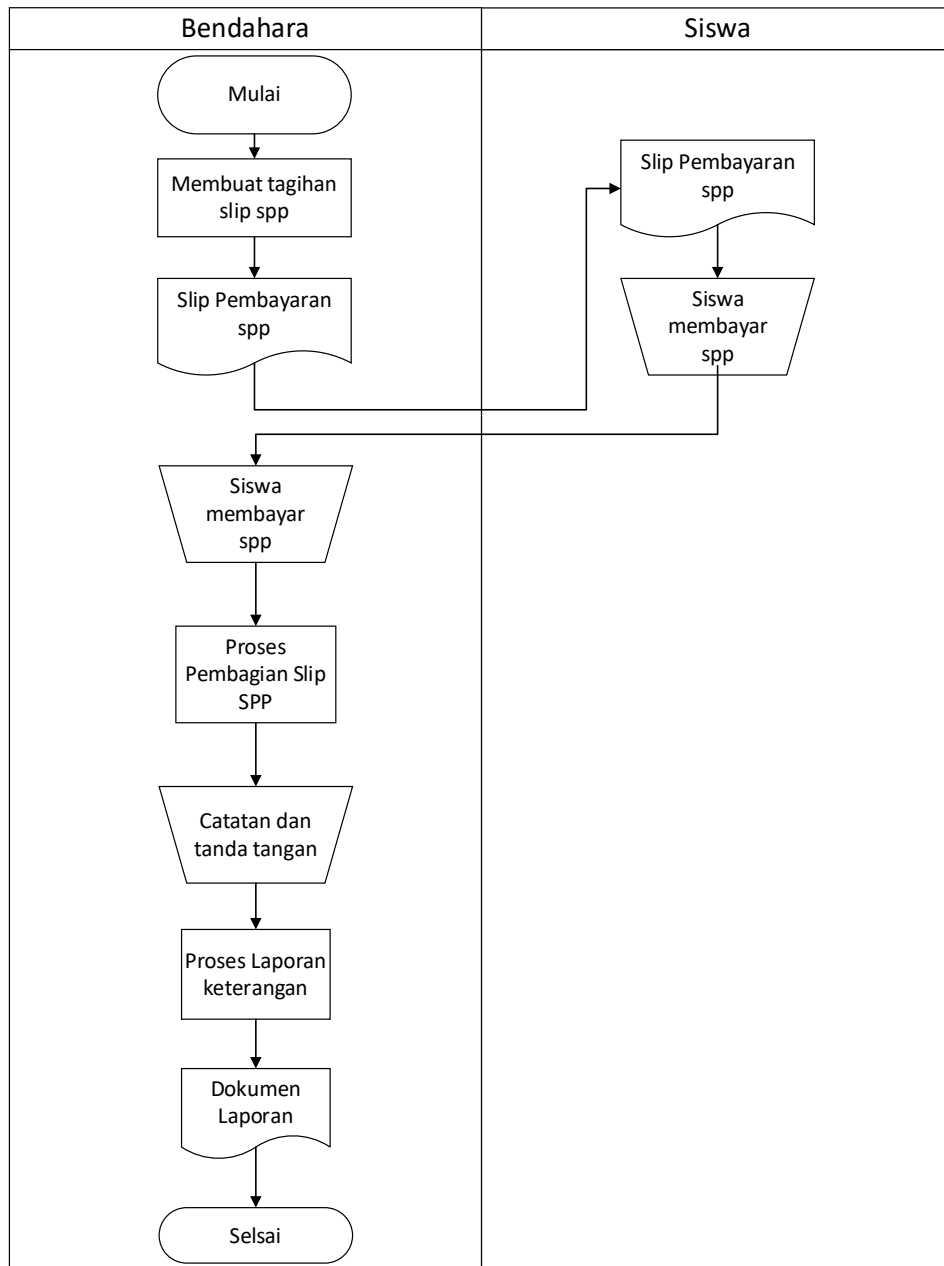 Bendahara
Siswa
Mulai
Membuat tagihan
slip spp
Slip Pembayaran
spp
Slip Pembayaran
spp
Siswa
membayar
spp
Siswa
membayar
spp
Proses
Pembagian Slip
SPP
Catatan dan
tanda tangan
Proses Laporan
keterangan
Dokumen
Laporan
Selsai